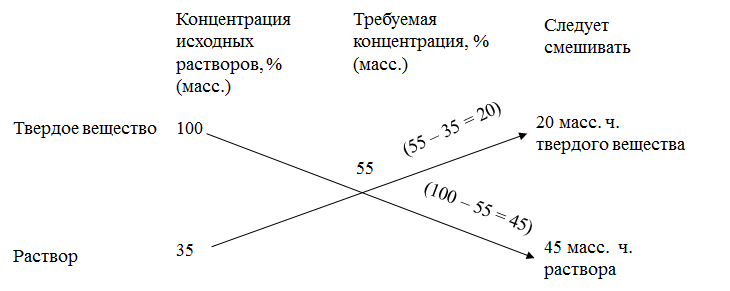 Концентрация
исходных
растворов, %
(масс.)
Требуемая
концентрация, %
(масс.)
Следует
смешивать
Твердое вещество
100
(55 – 35 = 20)
20 масс. ч.
твердого вещества
55
(100 – 55 = 45)
Раствор
35
45 масс. ч.
раствора